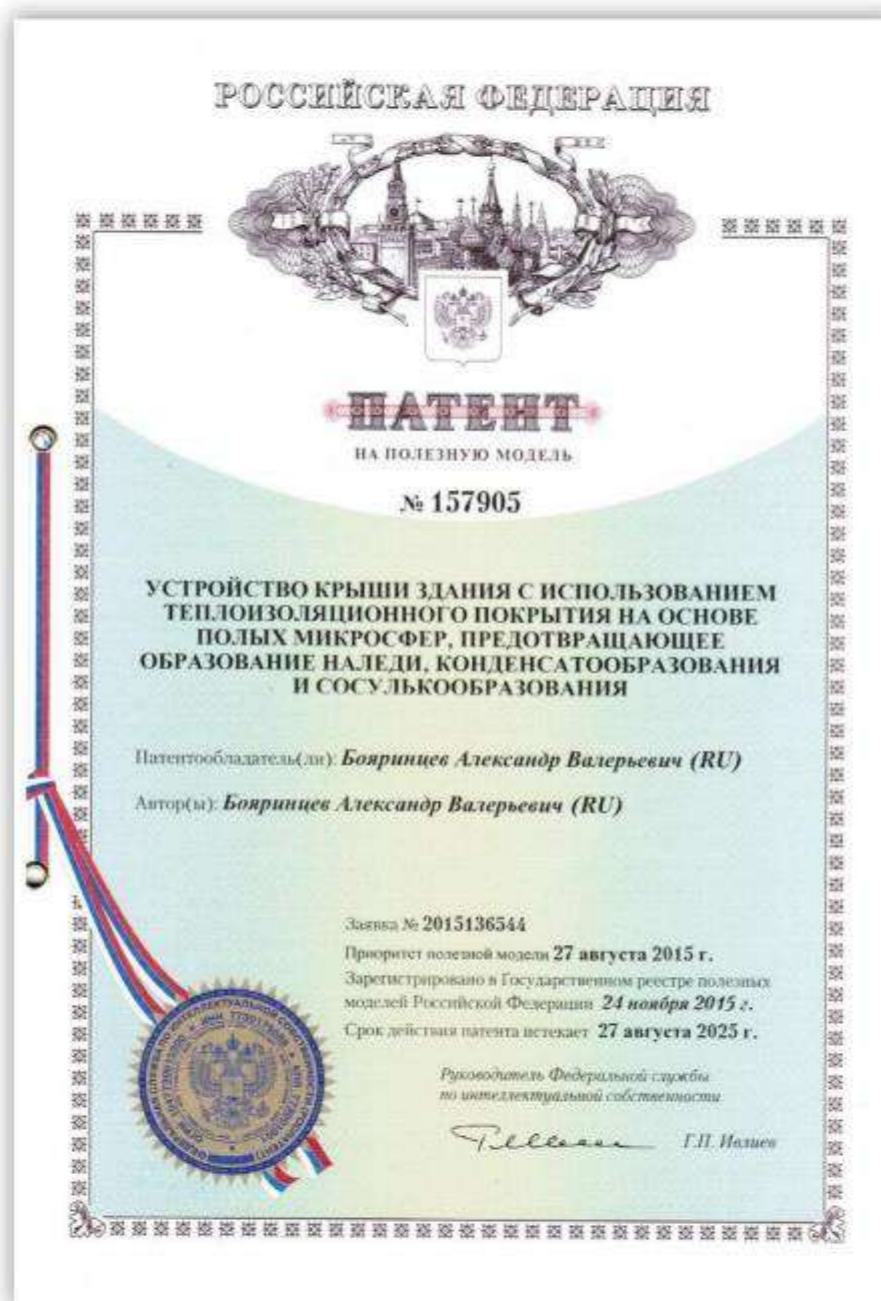 РОССИЙСКАЯ ФЕДЕРАЦИЯ
ПАТЕНТ
НА ПОЛЕЗНУЮ МОДЕЛЬ
№ 157905
УСТРОЙСТВО КРЫШИ ЗДАНИЯ С ИСПОЛЬЗОВАНИЕМ
ТЕПЛОИЗОЛЯЦИОННОГО ПОКРЫТИЯ НА ОСНОВЕ
ПОЛЫХ МИКРОСФЕР, ПРЕДОТВРАЩАЮЩЕЕ
ОБРАЗОВАНИЕ НАЛЕДИ, КОНДЕНСАТООБРАЗОВАНИЯ
И СОСУЛЬКООБРАЗОВАНИЯ
Патентообладатель(ли): Бояринцев Александр Валерьевич (RU)
Автор(ы): Бояринцев Александр Валерьевич (RU)
Заявка № 2015136544
Приоритет полезной модели 27 августа 2015 г.
Зарегистрировано в Государственном реестре полезных
моделей Российской Федерации 24 ноября 2015 г.
Срок действия патента истекает 27 августа 2025 г.
Руководитель Федеральной службы
по интеллектуальной собственности
Г.П. Ивлиев